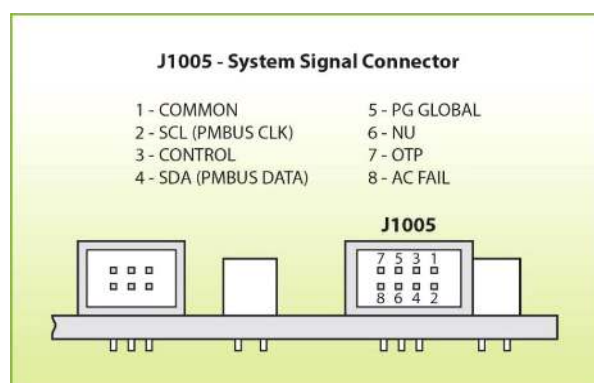 J1005 - System Signal Connector
1 - COMMON
2 - SCL (PMBUS CLK)
3 - CONTROL
4 - SDA (PMBUS DATA)
5 - PG GLOBAL
6 - NU
7 - OTP
8 - AC FAIL
J1005
7 5 3 1
8 6 4 2